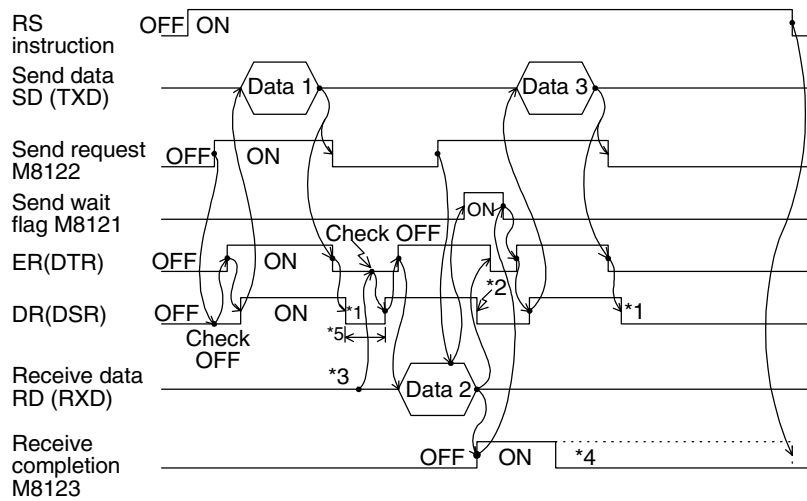 RS
instruction
OFF
ON
Send data
SD (TXD)
Data 1
Data 3
Send request
M8122
OFF
ON
Send wait
flag M8121
ON
Check OFF
ER(DTR)
OFF
ON
DR(DSR)
OFF
ON
*1
*2
*1
Check
OFF
*5
Receive data
RD (RXD)
*3
Data 2
Receive
completion
M8123
OFF
ON
*4